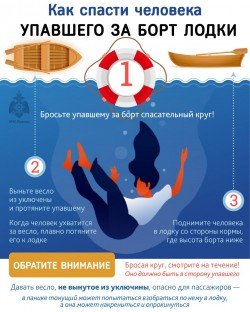 Как спасти человека
УПАВШЕГО ЗА БОРТ ЛОДКИ
1
Бросьте упавшему за борт спасательный круг!
2
Выньте весло
из уключены
и протяните упавшему
Когда человек ухватится
за весло, плавно потяните
его к лодке
3
Поднимите человека
в лодку со стороны кормы,
где высота борта ниже
ОБРАТИТЕ ВНИМАНИЕ
Бросая круг, смотрите на течение!
Оно должно быть в сторону упавшего
Давать весло, не вынутое из уключины, опасно для пассажиров —
в панике тонущий может попытаться взобраться по нему в лодку,
а она может накрениться и опрокинуться